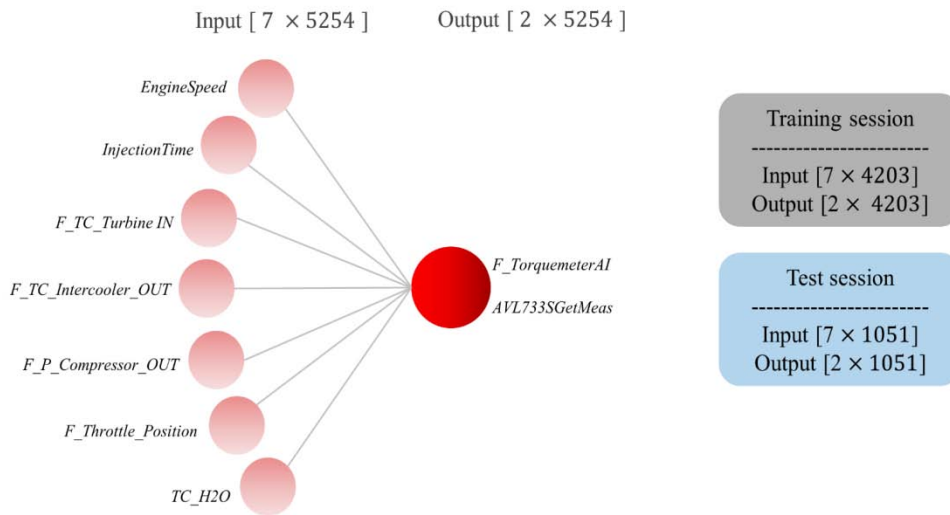 Input [ 7 × 5254 ]
Output [ 2 × 5254 ]
EngineSpeed
InjectionTime
F_TC_Turbine IN
F_TC_Intercooler_OUT
F_P_Compressor_OUT
F_Throttle_Position
TC_H2O
F_TorquemeterAI
AVL733SGetMeas
Training session
------------------------
Input [7 × 4203]
Output [2 × 4203]
Test session
------------------------
Input [7 × 1051]
Output [2 × 1051]